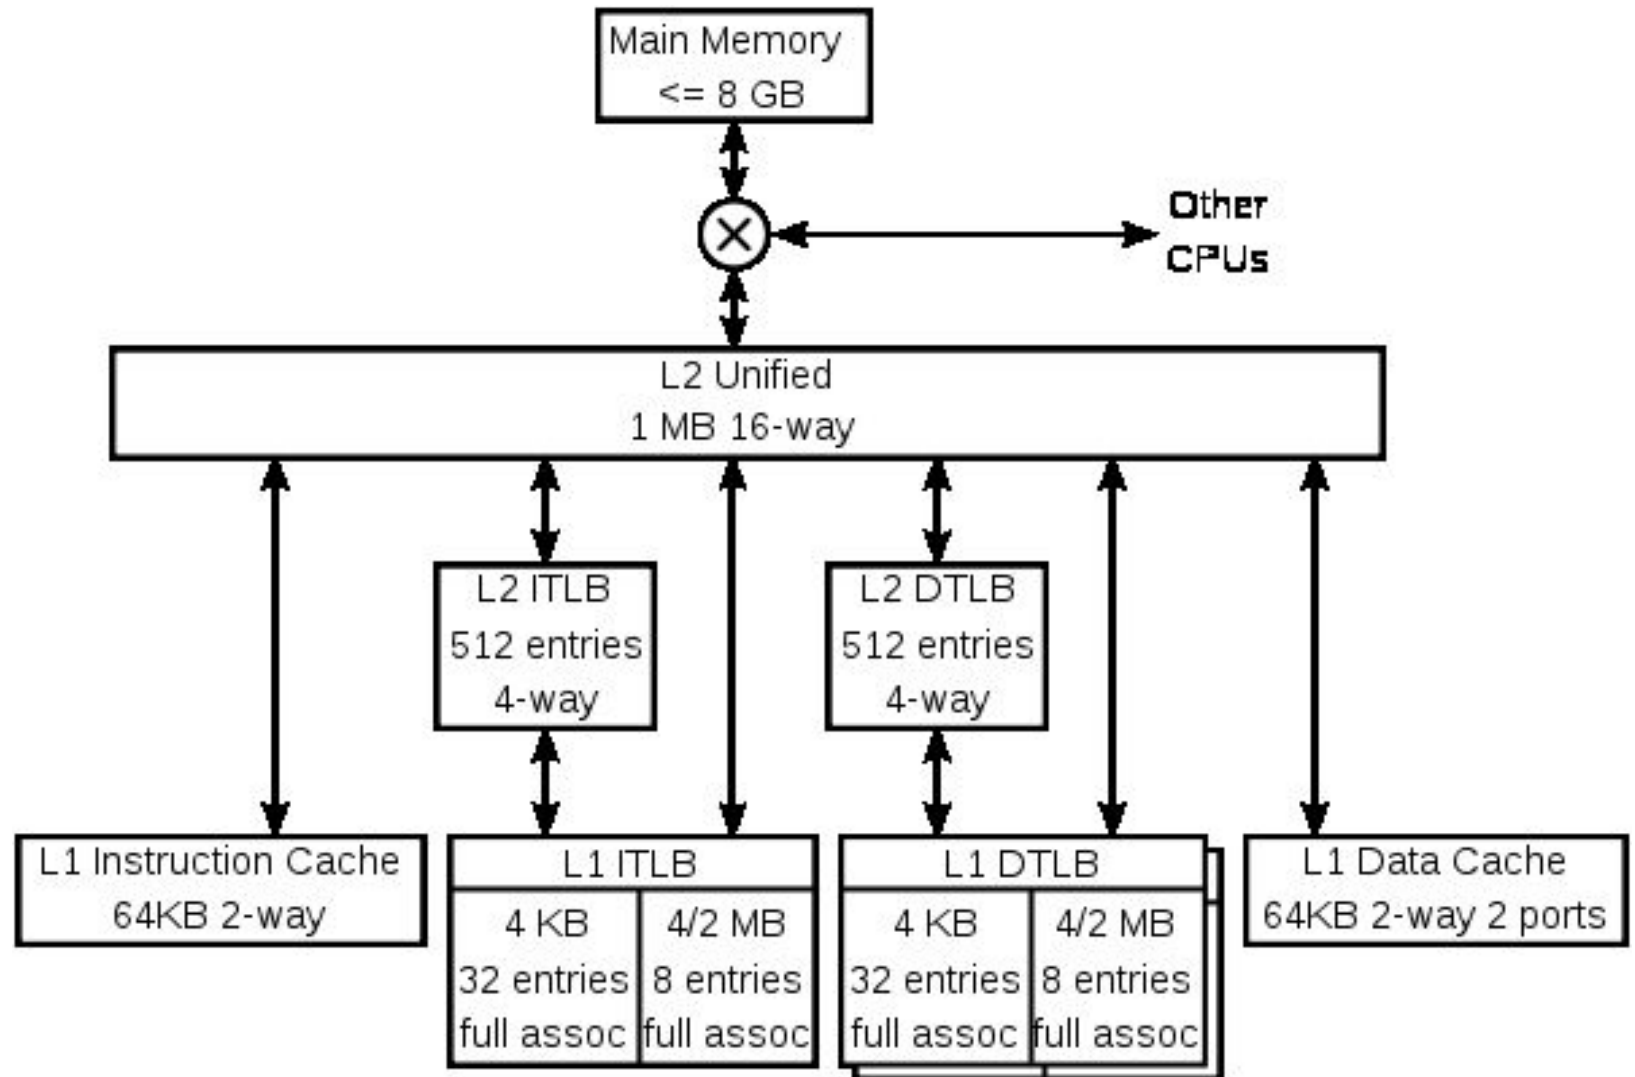 Main Memory
<= 8 GB
Other
CPUs
L2 Unified
1 MB 16-way
L2 ITLB
512 entries
4-way
L2 DTLB
512 entries
4-way
L1 Instruction Cache
64KB 2-way
L1 ITLB
4 KB
32 entries
full assoc
4/2 MB
8 entries
full assoc
L1 DTLB
4 KB
32 entries
full assoc
4/2 MB
8 entries
full assoc
L1 Data Cache
64KB 2-way 2 ports